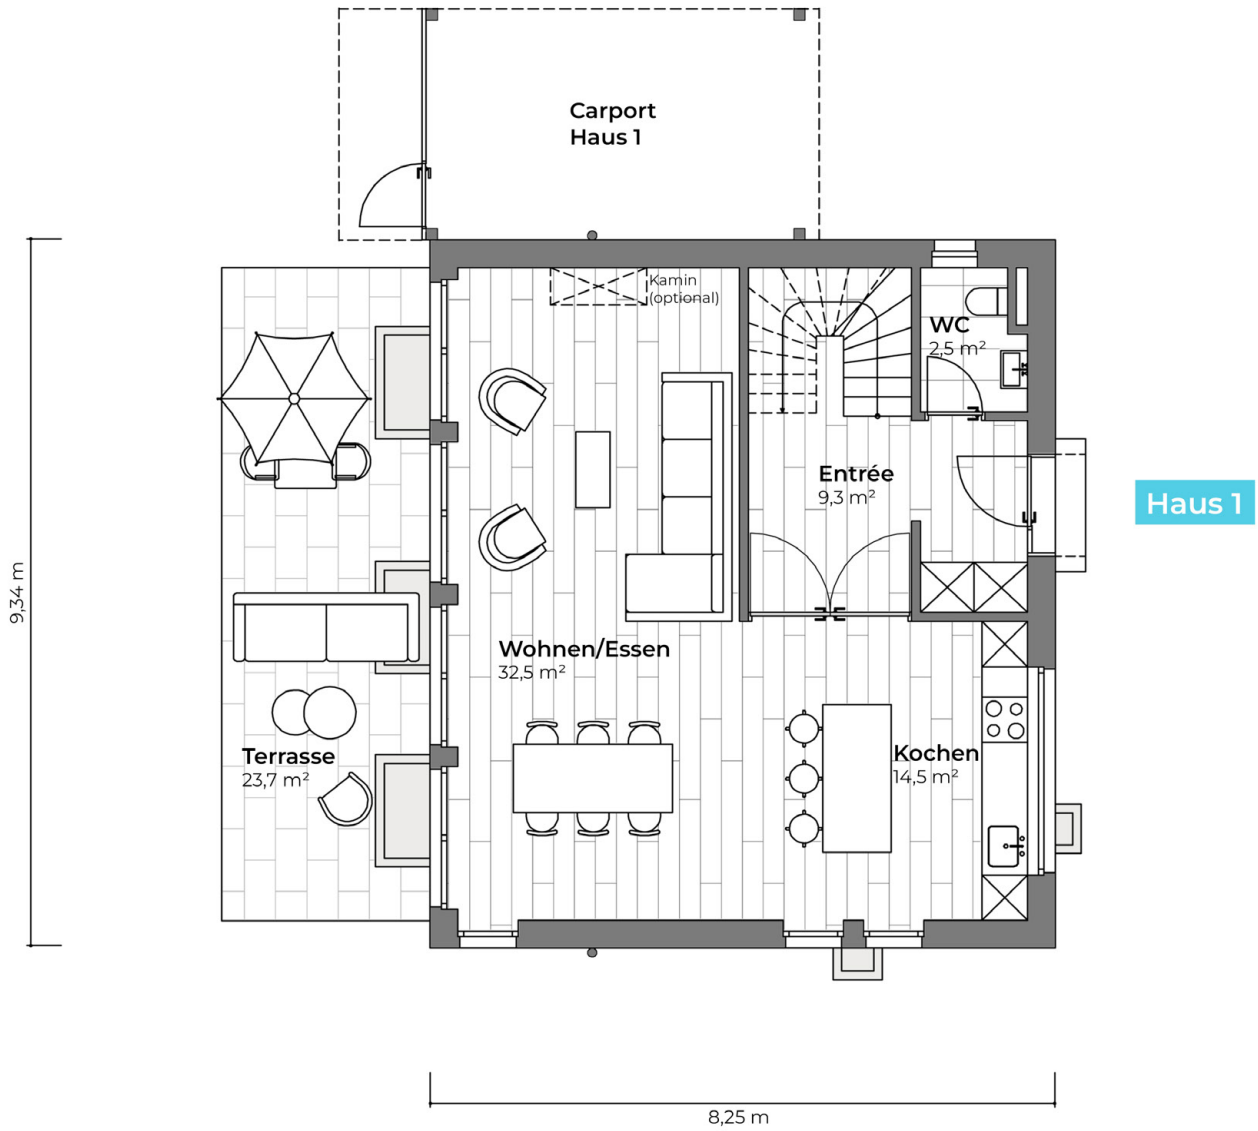 Carport
Haus 1
Kamin
(optional)
WC
2,5 m²
Entrée
9,3 m²
Haus 1
9,34 m
Wohnen/Essen
32,5 m²
Terrasse
23,7 m²
Kochen
14,5 m²
8,25 m